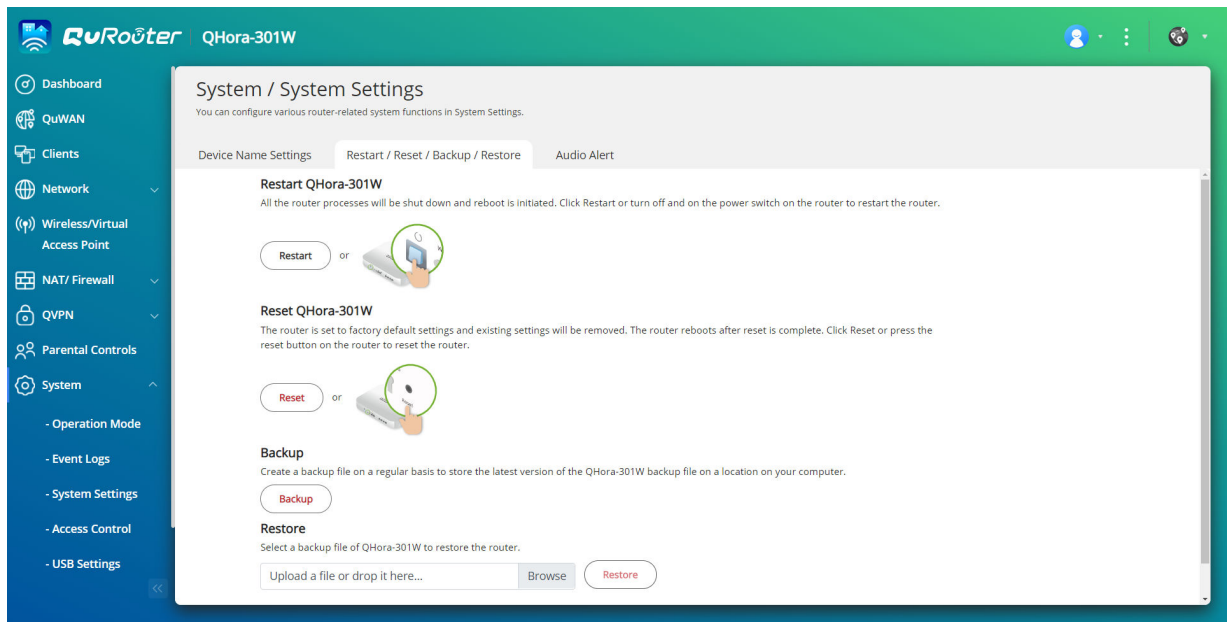 QuRouter QHora-301W
Dashboard
QuWAN
Clients
Network
Wireless/Virtual
Access Point
NAT/ Firewall
QVPN
Parental Controls
System
- Operation Mode
- Event Logs
- System Settings
- Access Control
- USB Settings
System / System Settings
You can configure various router-related system functions in System Settings.
Device Name Settings Restart / Reset / Backup / Restore Audio Alert
Restart QHora-301W
All the router processes will be shut down and reboot is initiated. Click Restart or turn off and on the power switch on the router to restart the router.
Restart or
Reset QHora-301W
The router is set to factory default settings and existing settings will be removed. The router reboots after reset is complete. Click Reset or press the
reset button on the router to reset the router.
Reset or
Backup
Create a backup file on a regular basis to store the latest version of the QHora-301W backup file on a location on your computer.
Backup
Restore
Select a backup file of QHora-301W to restore the router.
Upload a file or drop it here... Browse Restore